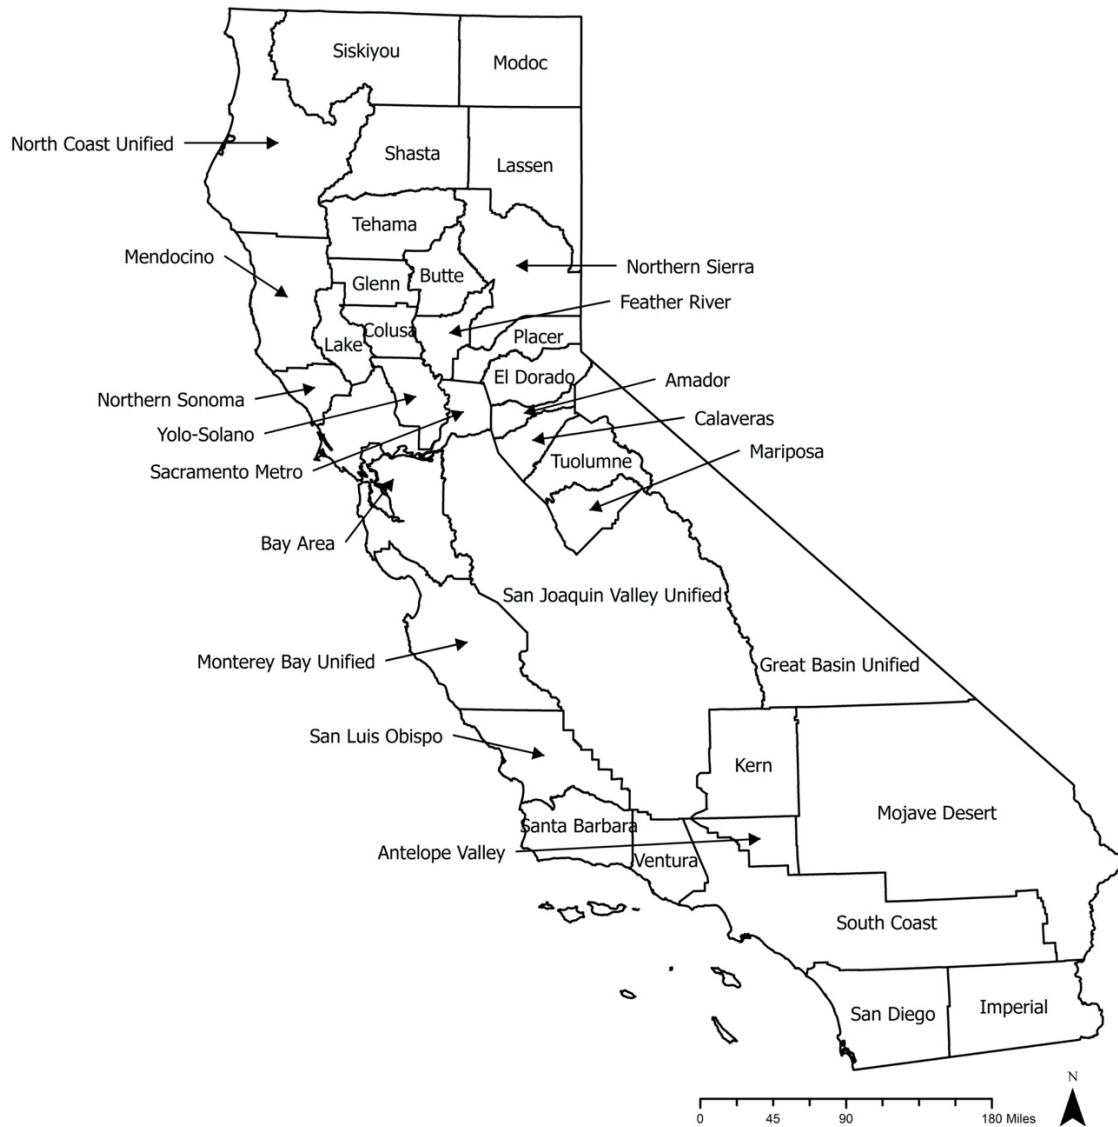 Siskiyou
Modoc
North Coast Unified
Shasta
Lassen
Tehama
Mendocino
Northern Sierra
Glenn
Butte
Feather River
Colusa
Lake
Placer
El Dorado
Amador
Northern Sonoma
Calaveras
Yolo-Solano
Mariposa
Tuolumne
Sacramento Metro
Bay Area
San Joaquin Valley Unified
Monterey Bay Unified
Great Basin Unified
San Luis Obispo
Kern
Mojave Desert
Santa Barbara
Antelope Valley
Ventura
South Coast
San Diego
Imperial
N
0 45 90 180 Miles